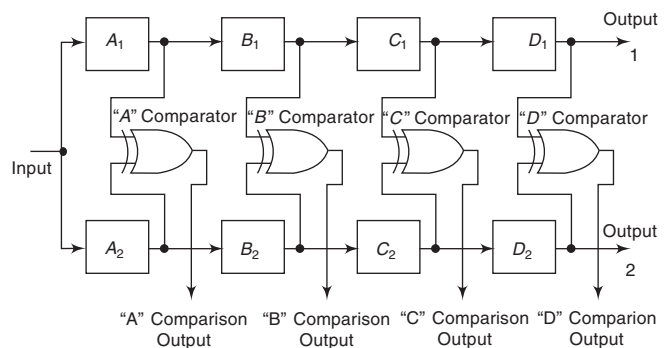 Output
A1 B1 C1 D1 1
“A” Comparator “B” Comparator “C” Comparator “D” Comparator
Input
Output
A2 B2 C2 D2
2
“A” Comparison “B” Comparison “C” Comparison “D” Comparion
Output Output Output Output